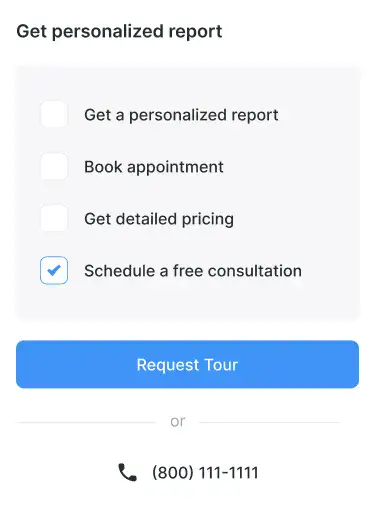 Get personalized report
Get a personalized report
Book appointment
Get detailed pricing
Schedule a free consultation
Request Tour
or
(800) 111-1111